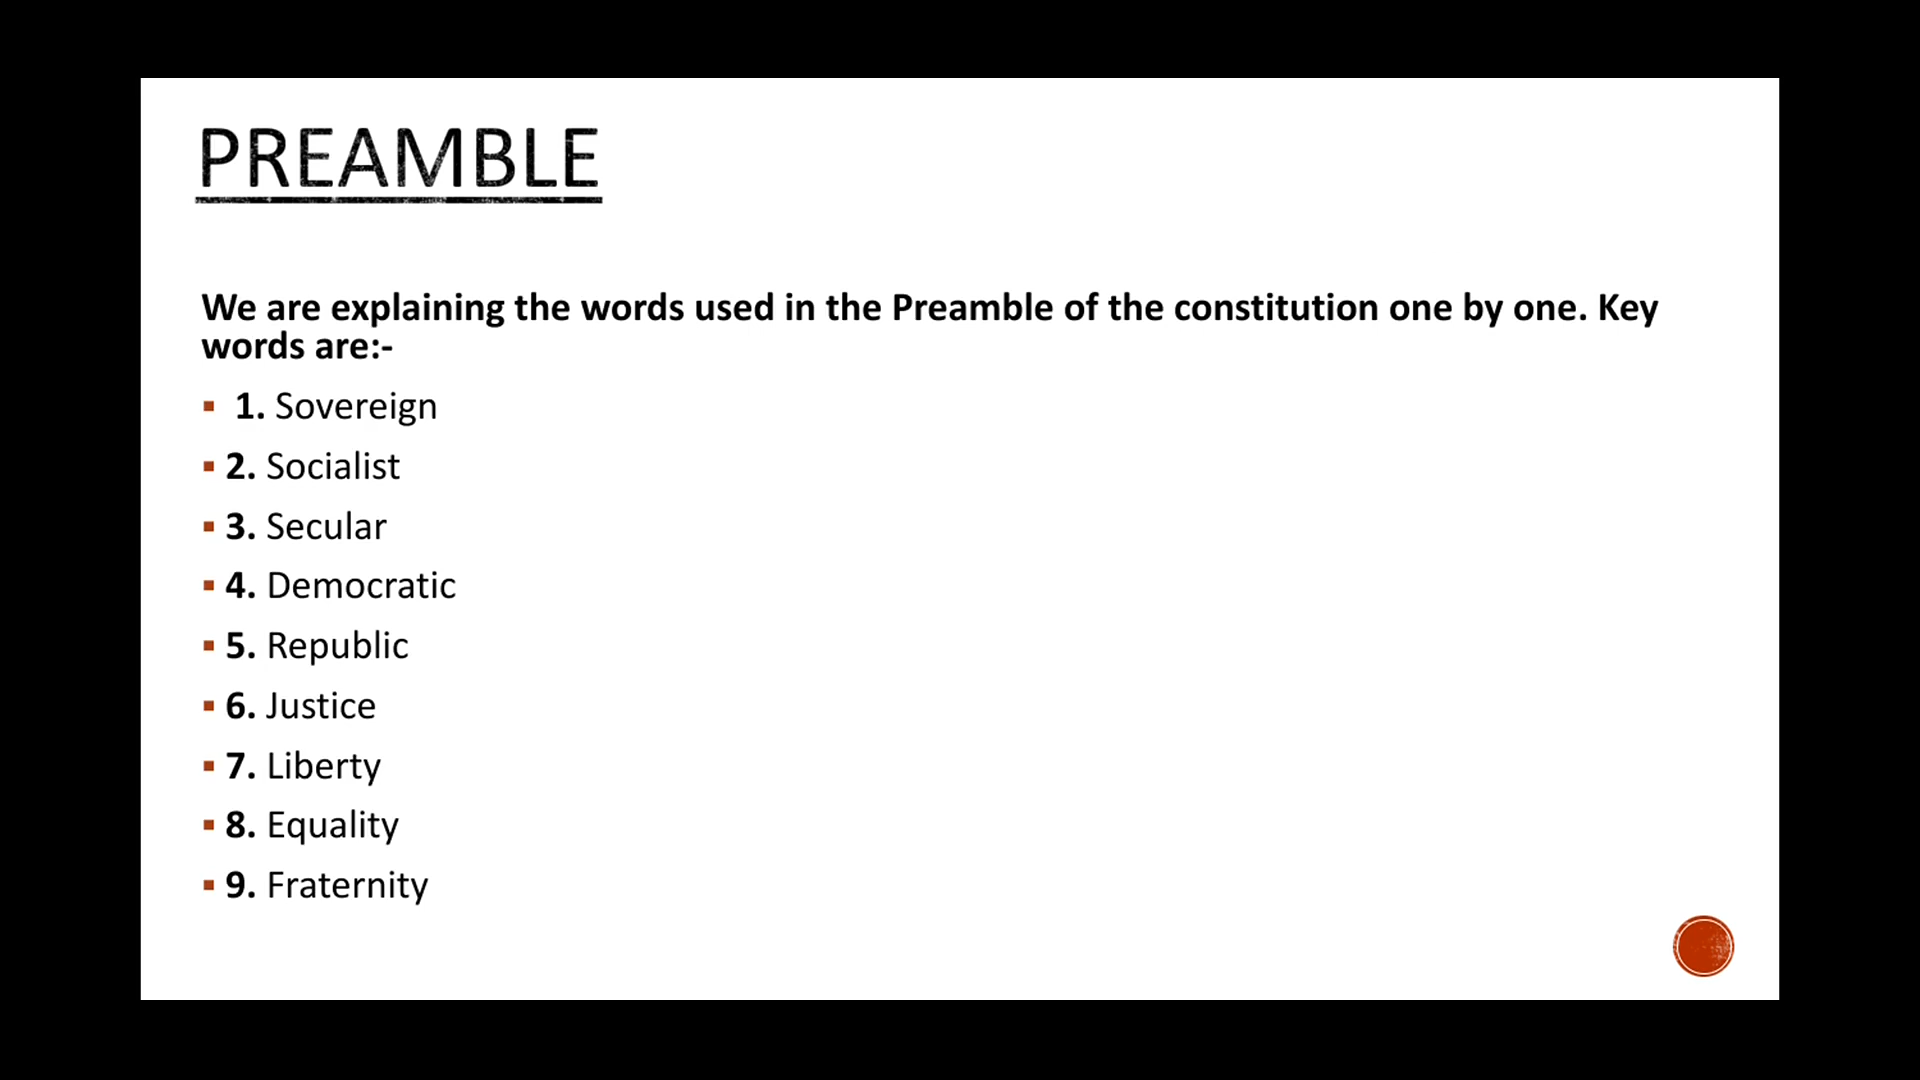 PREAMBLE
We are explaining the words used in the Preamble of the constitution one by one. Key
words are:-
▪ 1. Sovereign
▪ 2. Socialist
▪ 3. Secular
▪ 4. Democratic
▪ 5. Republic
▪ 6. Justice
▪ 7. Liberty
▪ 8. Equality
▪ 9. Fraternity